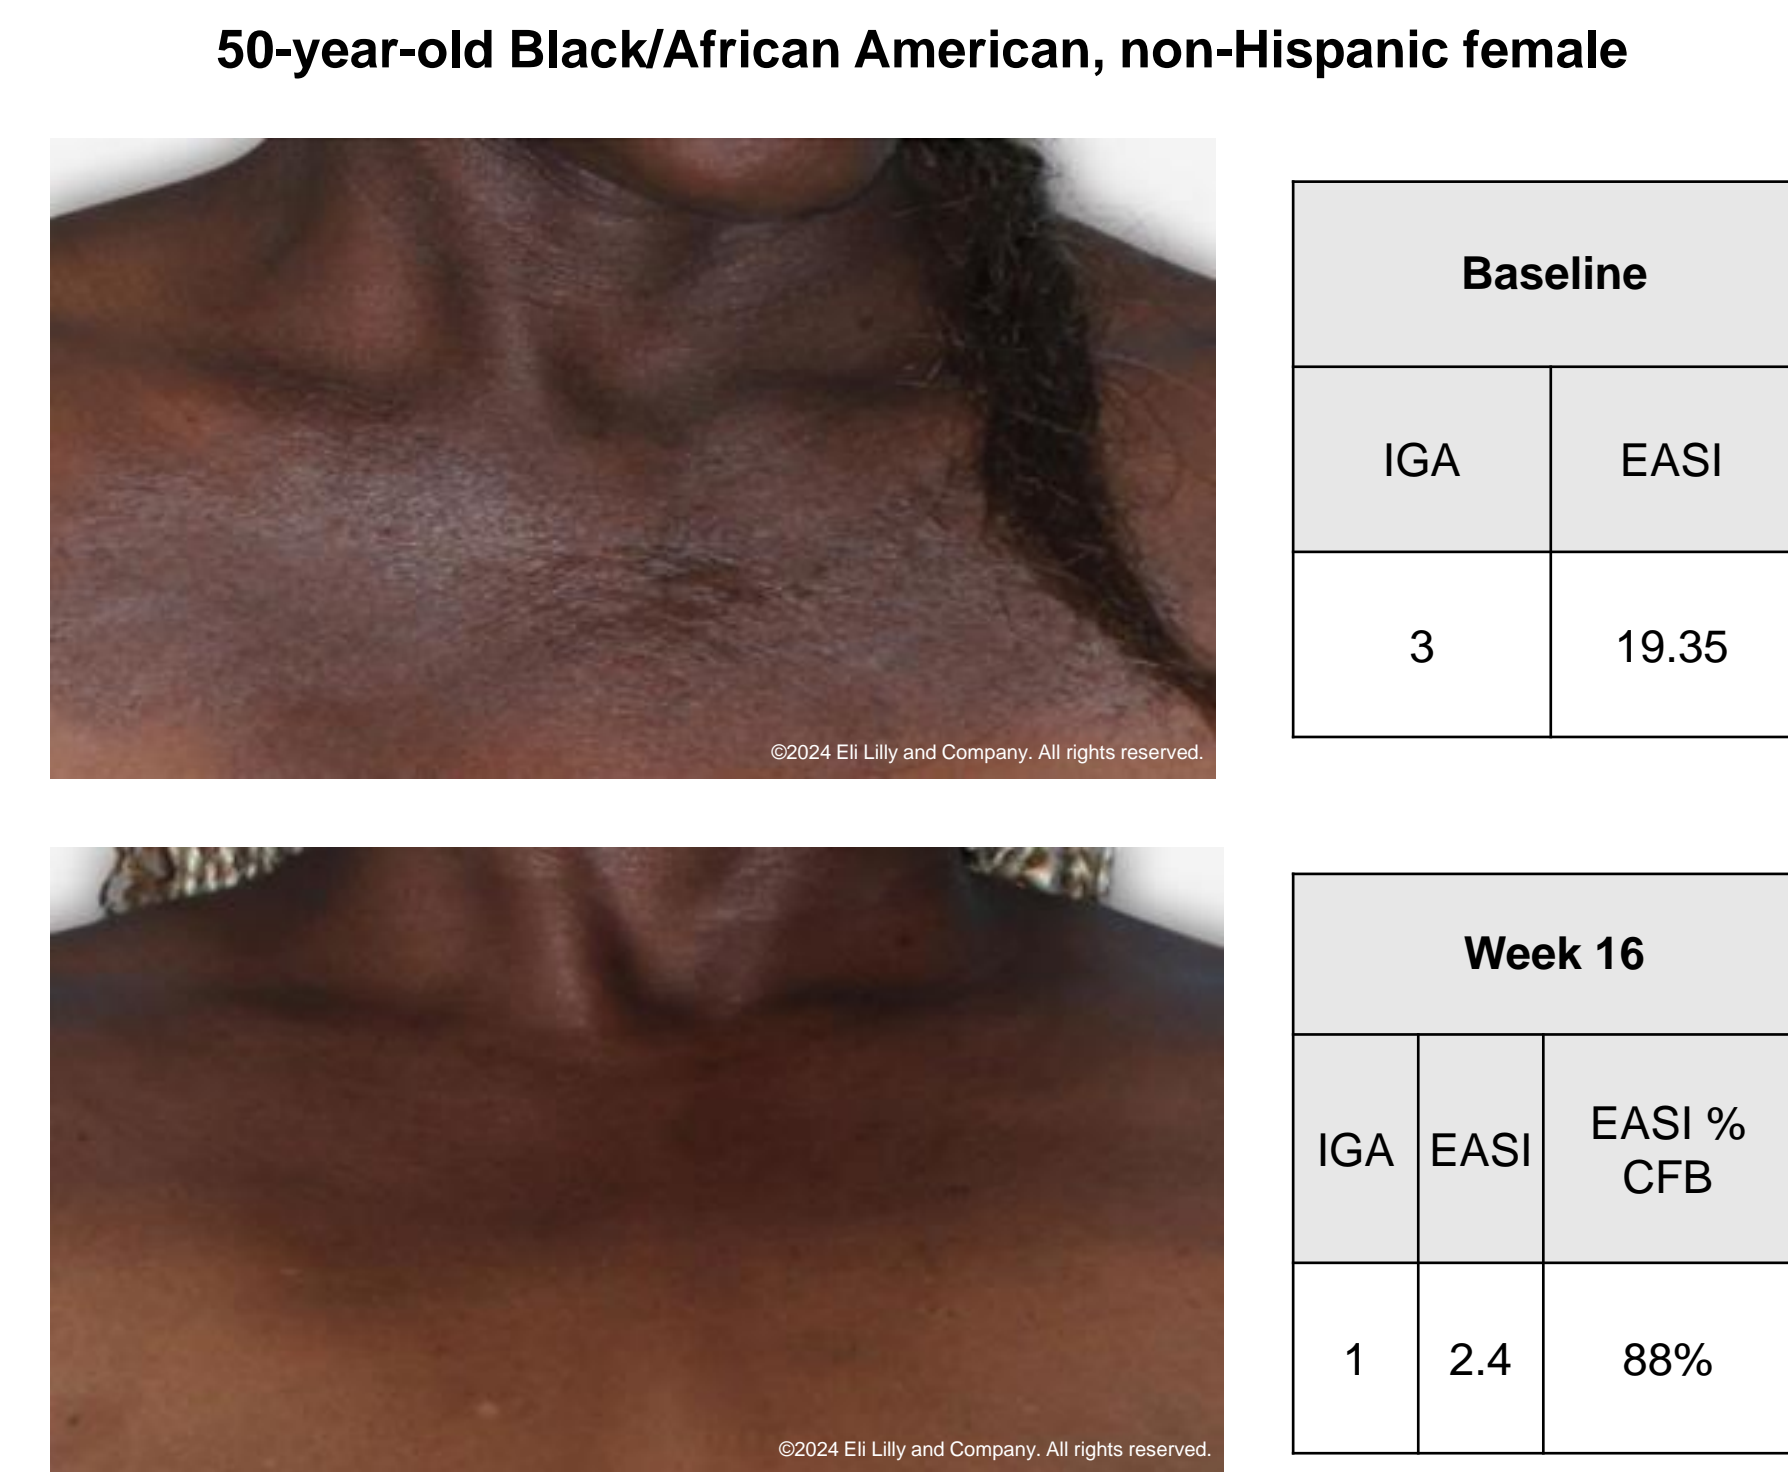 50-year-old Black/African American, non-Hispanic female
©2024 Eli Lilly and Company. All rights reserved.
Baseline
IGA EASI
3 19.35
©2024 Eli Lilly and Company. All rights reserved.
Week 16
IGA EASI EASI %
CFB
1 2.4 88%